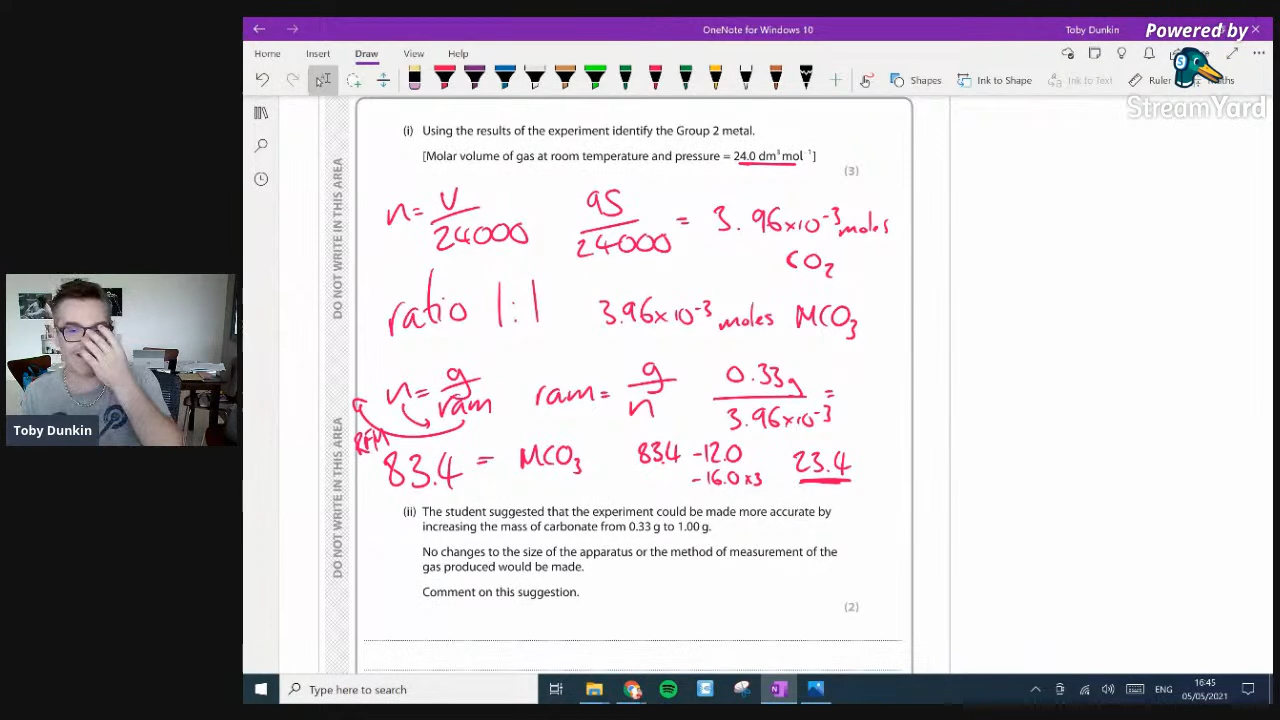 OneNote for Windows 10
Toby Dunkin
Powered by
StreamYard
Home Insert Draw View Help
Shapes Ink to Shape Ink to Text Ruler Maths
DO NOT WRITE IN THIS AREA
DO NOT WRITE IN THIS AREA
(i) Using the results of the experiment identify the Group 2 metal.
[Molar volume of gas at room temperature and pressure = 24.0 dm³ mol⁻¹]
(3)
n = V/24000 95/24000 = 3.96x10⁻³ moles
CO₂
ratio 1:1 3.96x10⁻³ moles MCO₃
n = g/ram ram = g/n 0.33g/3.96x10⁻³ =
RFM
83.4 = MCO₃ 83.4 -12.0
-16.0x3 23.4
(ii) The student suggested that the experiment could be made more accurate by
increasing the mass of carbonate from 0.33 g to 1.00 g.
No changes to the size of the apparatus or the method of measurement of the
gas produced would be made.
Comment on this suggestion.
(2)
Toby Dunkin
Type here to search
ENG
16:45
05/05/2021